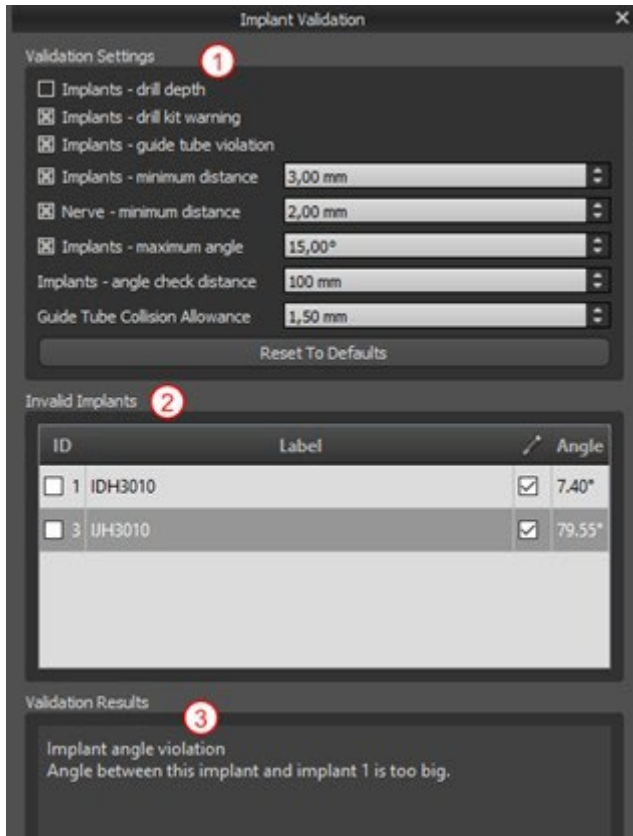 Implant Validation
Validation Settings
1
Implants - drill depth
Implants - drill kit warning
Implants - guide tube violation
Implants - minimum distance 3,00 mm
Nerve - minimum distance 2,00 mm
Implants - maximum angle 15,00°
Implants - angle check distance 100 mm
Guide Tube Collision Allowance 1,50 mm
Reset To Defaults
Invalid Implants 2
ID Label Angle
1 IDH3010 7.40°
3 IJH3010 79.55°
Validation Results
3
Implant angle violation
Angle between this implant and implant 1 is too big.